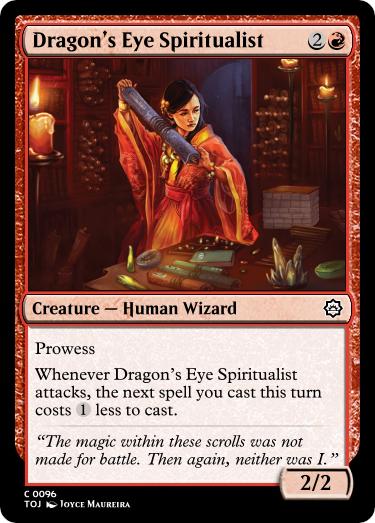 Dragon's Eye Spiritualist 2
Creature — Human Wizard
Prowess
Whenever Dragon's Eye Spiritualist
attacks, the next spell you cast this turn
costs 1 less to cast.
"The magic within these scrolls was not
made for battle. Then again, neither was I."
2/2
C 0096
TOJ Joyce Maureira